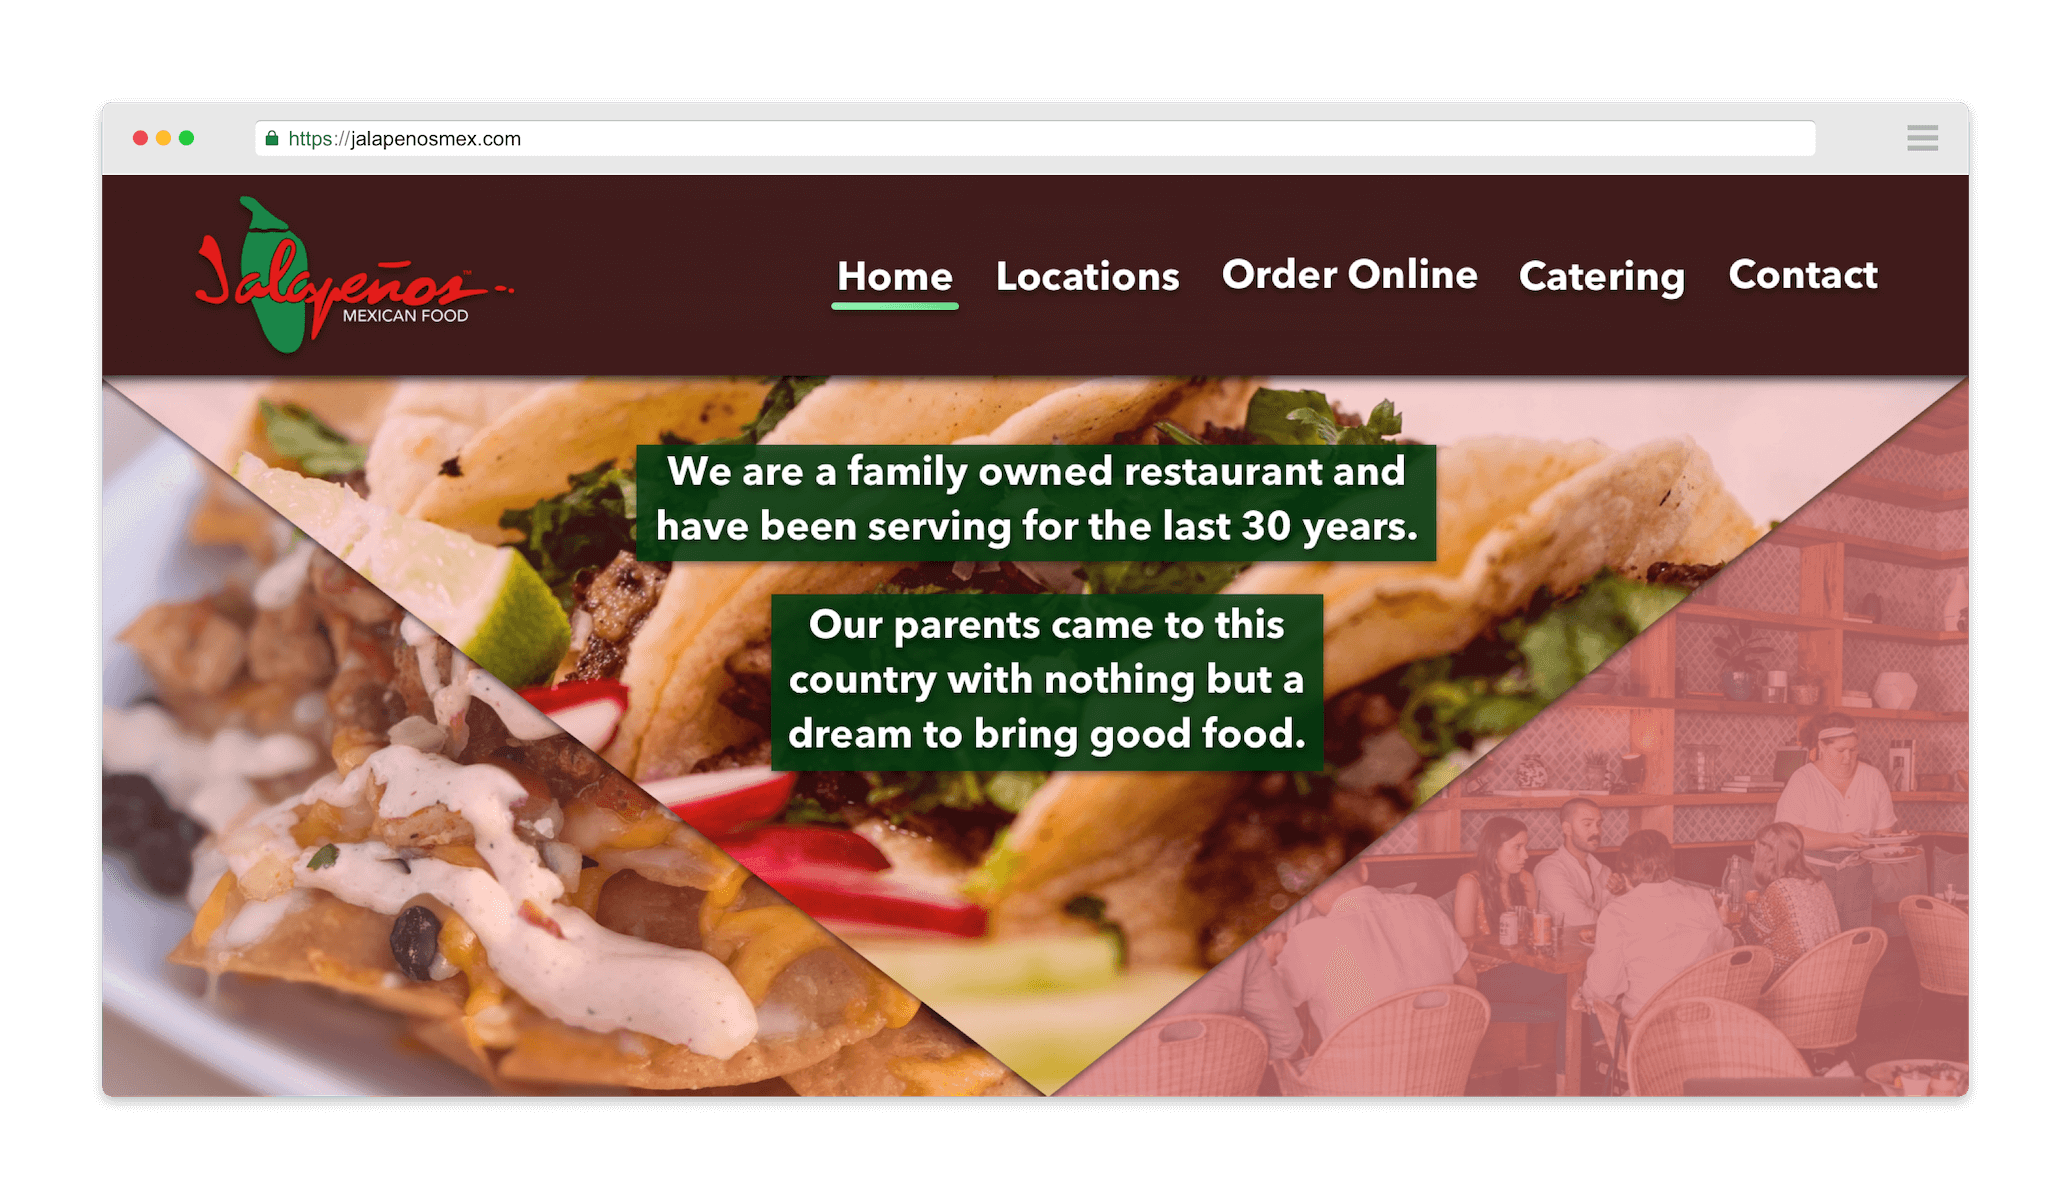 https://jalapenosmex.com
Jalapeños™
MEXICAN FOOD
Home Locations Order Online Catering Contact
We are a family owned restaurant and
have been serving for the last 30 years.
Our parents came to this
country with nothing but a
dream to bring good food.